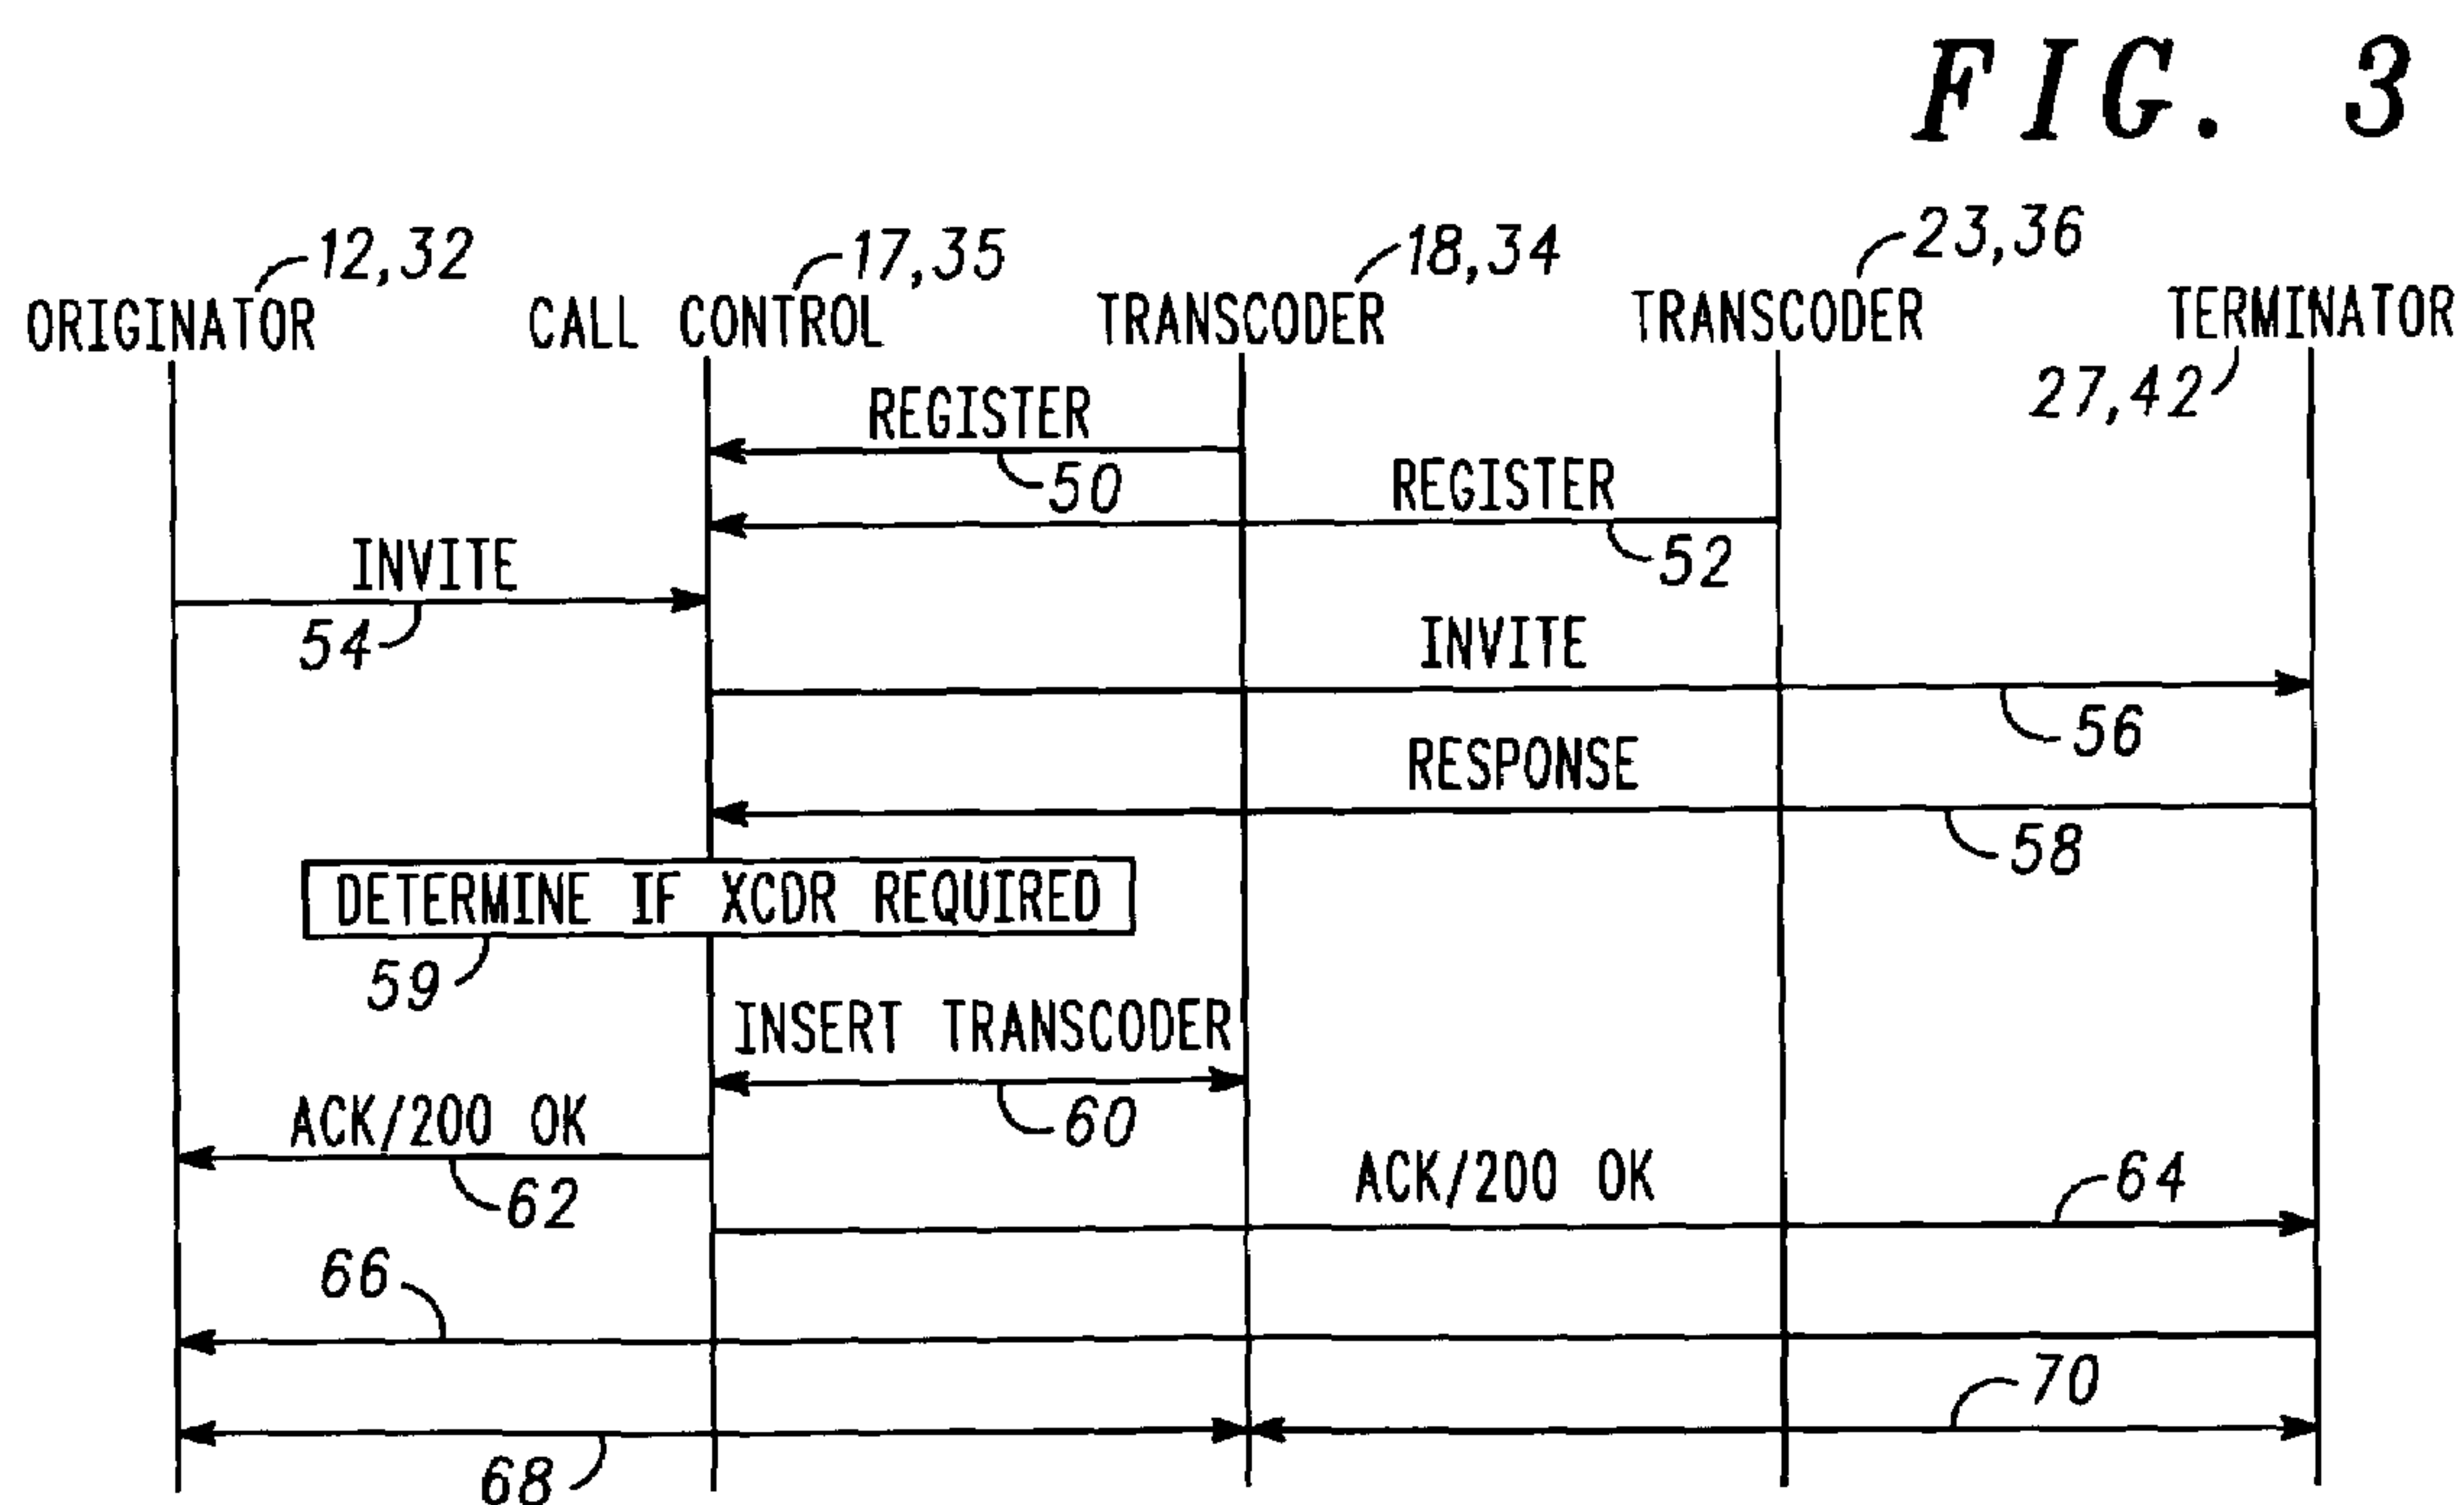 FIG. 3
12,32
17,35
18,34
23,36
ORIGINATOR
CALL CONTROL
TRANSCODER
TRANSCODER
TERMINATOR
27,42
REGISTER
50
REGISTER
52
INVITE
54
INVITE
56
RESPONSE
58
DETERMINE IF XCDR REQUIRED
59
INSERT TRANSCODER
60
ACK/200 OK
62
ACK/200 OK
64
66
70
68